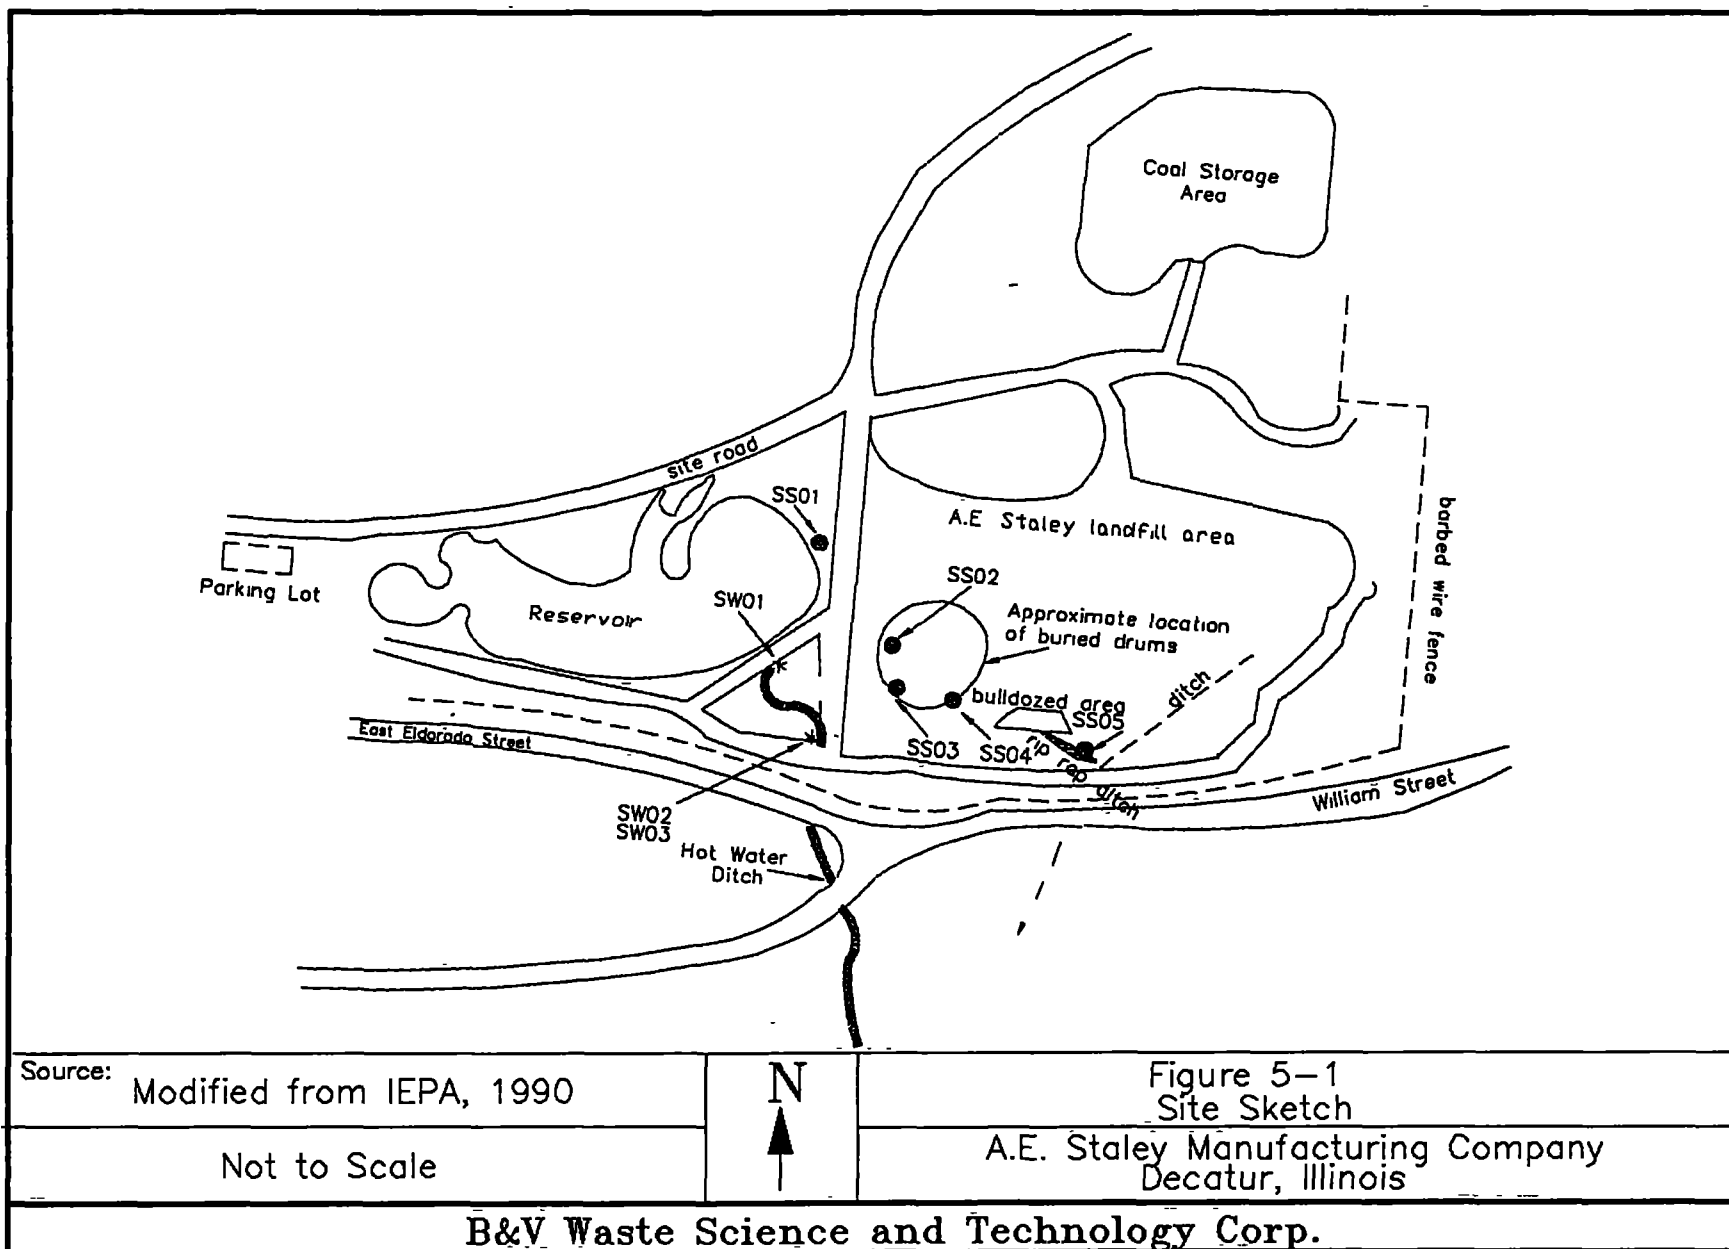 Coal Storage
Area
site road
SS01
A.E Staley landfill area
barbed wire fence
Parking Lot
SS02
SW01
Reservoir
Approximate location
of buried drums
ditch
bulldozed area
SS05
East Eldorado Street
SS03
SS04
rip rap ditch
William Street
SW02
SW03
Hot Water
Ditch
Source:
Modified from IEPA, 1990
Not to Scale
N
Figure 5-1
Site Sketch
A.E. Staley Manufacturing Company
Decatur, Illinois
B&V Waste Science and Technology Corp.